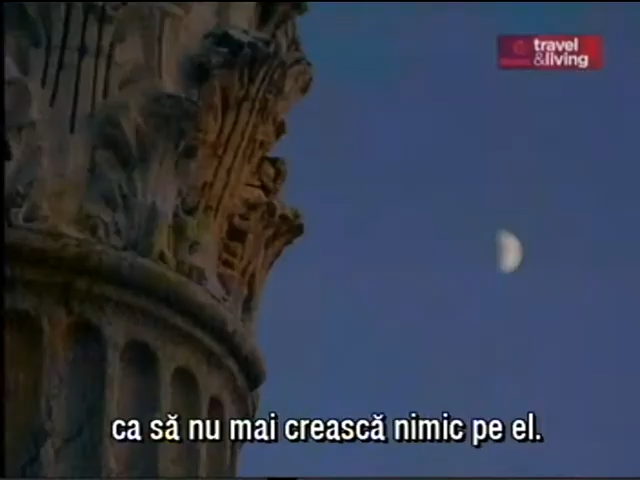 travel
&living
ca să nu mai crească nimic pe el.